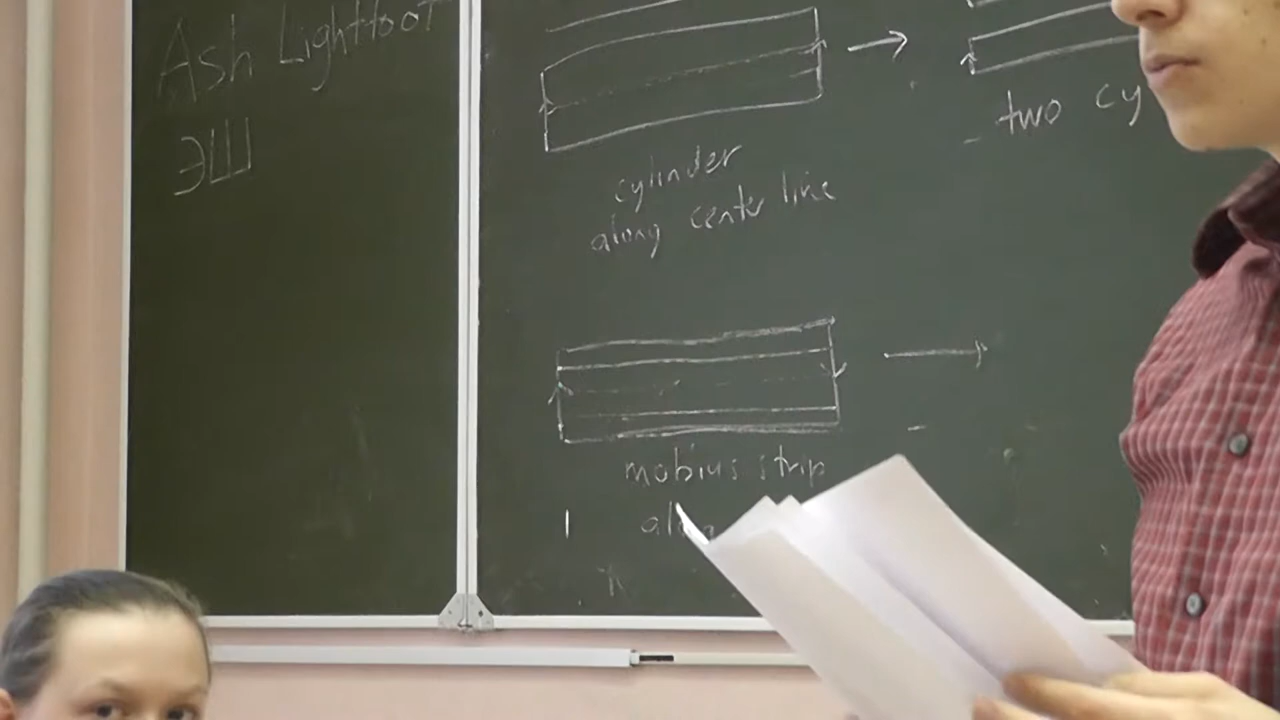 Ash Lightfoot
ЭШ
two cy
cylinder
along center line
mobius strip